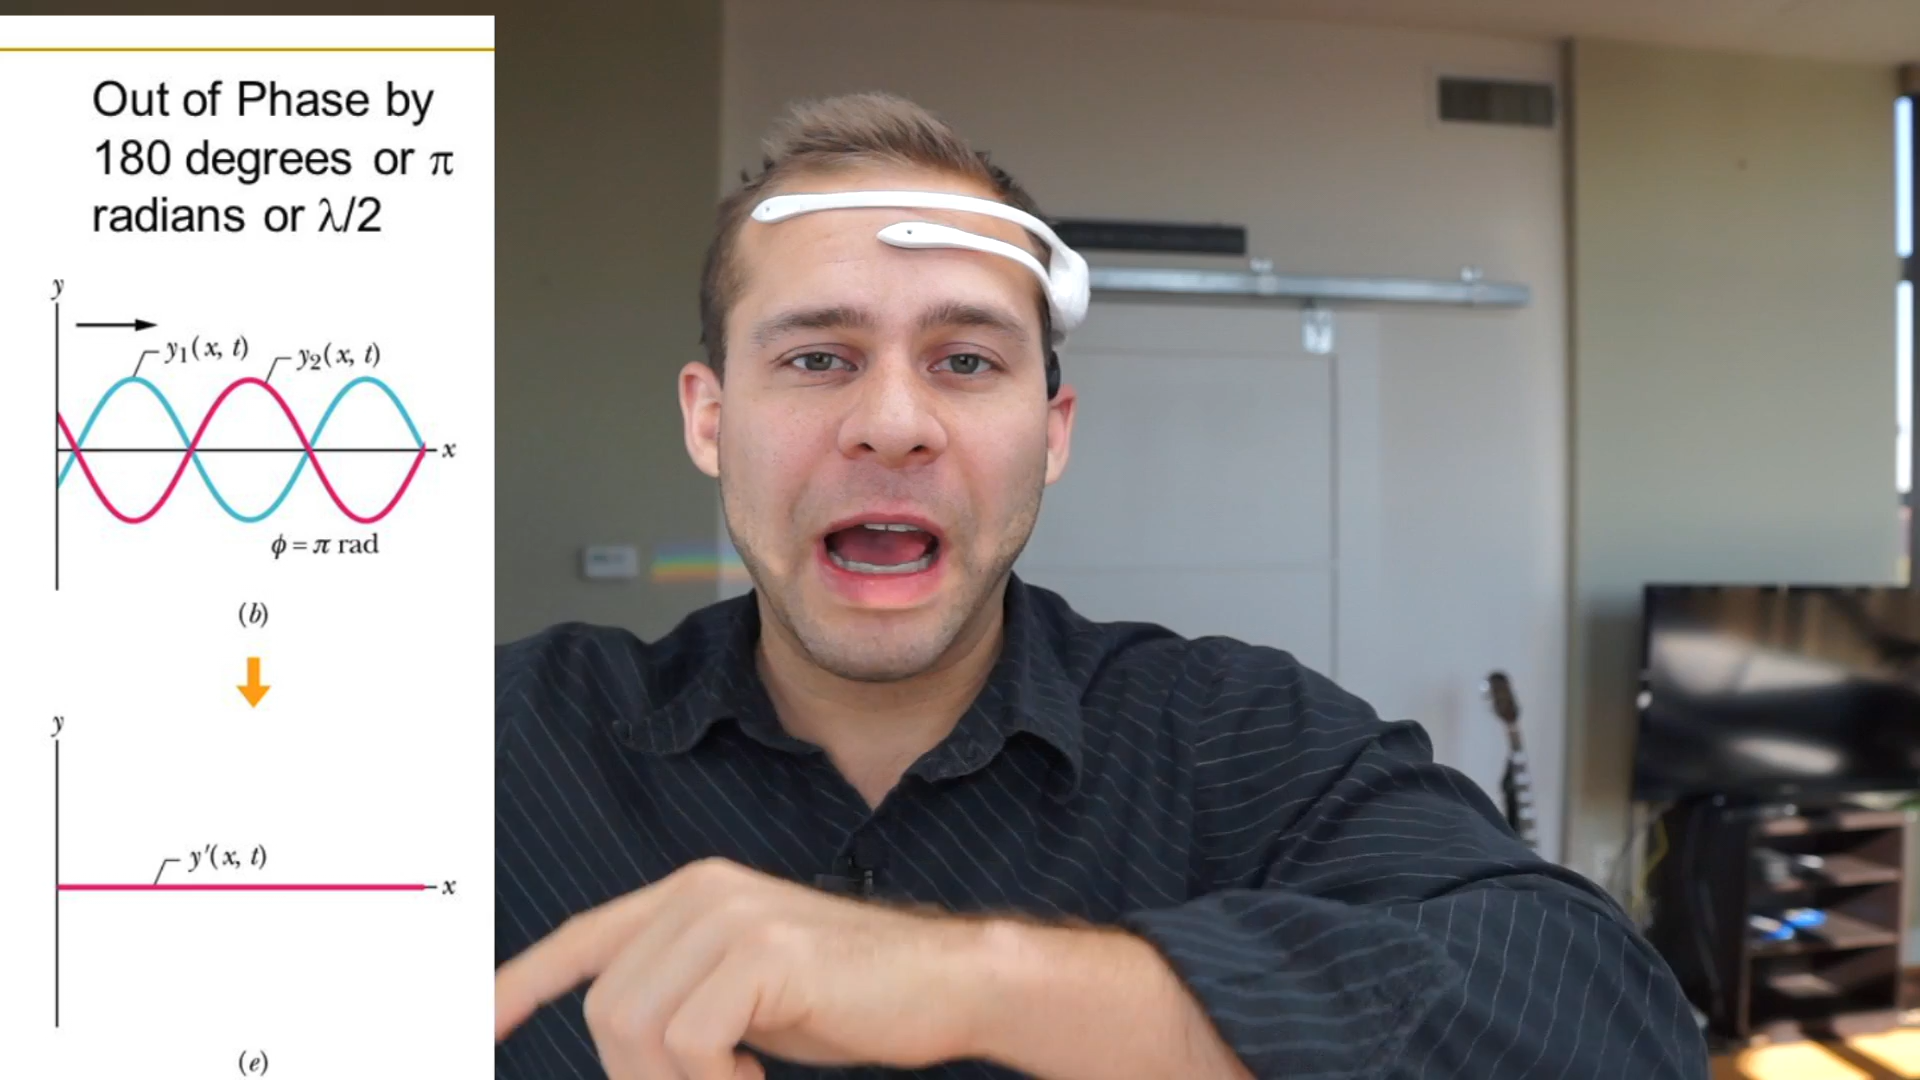 Out of Phase by
180 degrees or π
radians or λ/2
y
y₁(x, t)
y₂(x, t)
x
ϕ = π rad
(b)
y
y′(x, t)
x
(e)